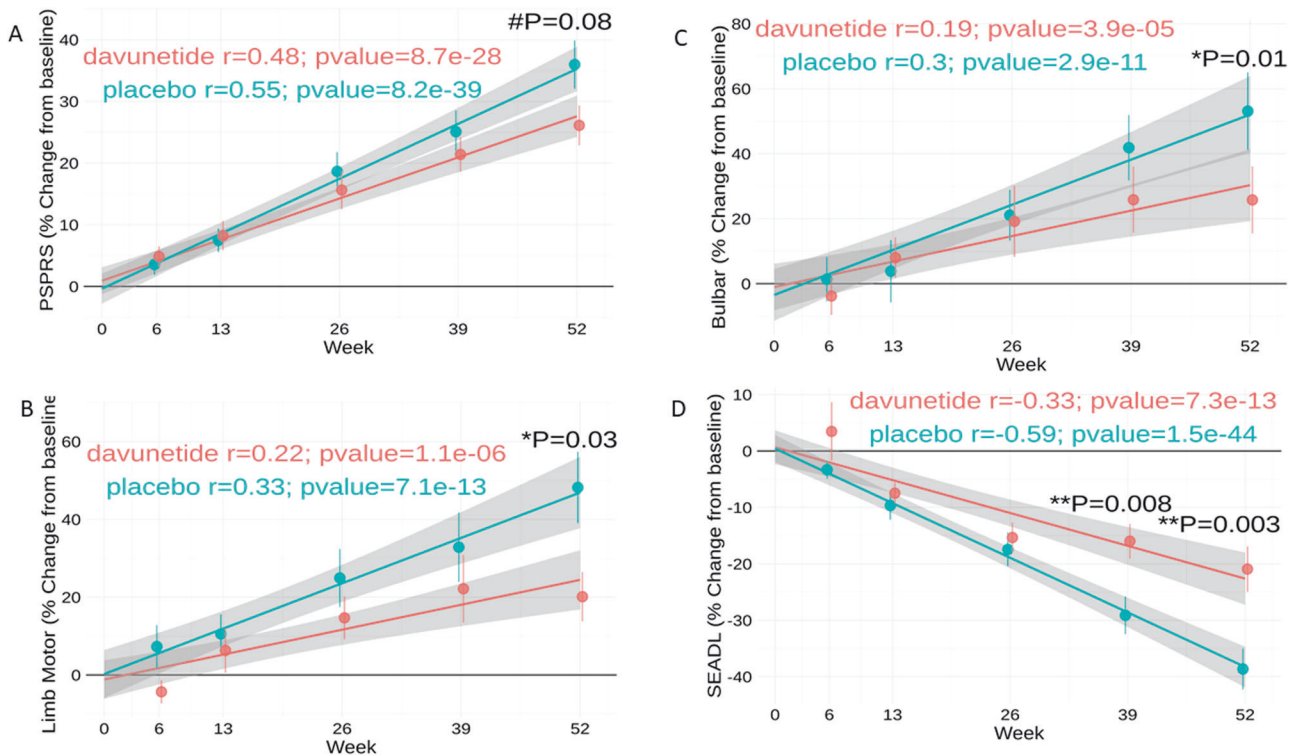 A
#P=0.08
davunetide r=0.48; pvalue=8.7e-28
placebo r=0.55; pvalue=8.2e-39
PSPRS (% Change from baseline)
40
30
20
10
0
0 6 13 26 39 52
Week
C
davunetide r=0.19; pvalue=3.9e-05
placebo r=0.3; pvalue=2.9e-11
*P=0.01
Bulbar (% Change from baseline)
80
60
40
20
0
0 6 13 26 39 52
Week
B
*P=0.03
davunetide r=0.22; pvalue=1.1e-06
placebo r=0.33; pvalue=7.1e-13
Limb Motor (% Change from baseline
60
40
20
0
0 6 13 26 39 52
Week
D
davunetide r=-0.33; pvalue=7.3e-13
placebo r=-0.59; pvalue=1.5e-44
**P=0.008
**P=0.003
SEADL (% Change from baseline)
10
0
-10
-20
-30
-40
0 6 13 26 39 52
Week